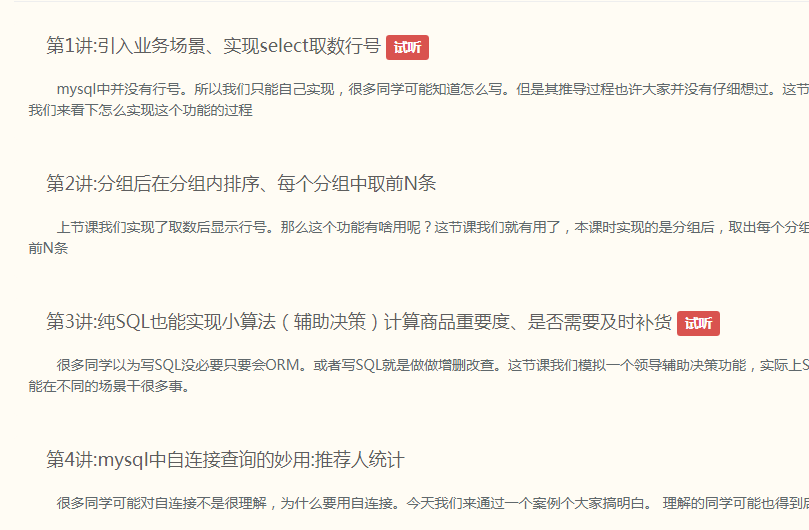 第1讲:引入业务场景、实现select取数行号 试听
mysql中并没有行号。所以我们只能自己实现，很多同学可能知道怎么写。但是其推导过程也许大家并没有仔细想过。这节
我们来看下怎么实现这个功能的过程
第2讲:分组后在分组内排序、每个分组中取前N条
上节课我们实现了取数后显示行号。那么这个功能有啥用呢？这节课我们就有用了，本课时实现的是分组后，取出每个分组
前N条
第3讲:纯SQL也能实现小算法（辅助决策）计算商品重要度、是否需要及时补货 试听
很多同学以为写SQL没必要只要会ORM。或者写SQL就是做做增删改查。这节课我们模拟一个领导辅助决策功能，实际上S
能在不同的场景干很多事。
第4讲:mysql中自连接查询的妙用:推荐人统计
很多同学可能对自连接不是很理解，为什么要用自连接。今天我们来通过一个案例个大家搞明白。 理解的同学可能也得到后